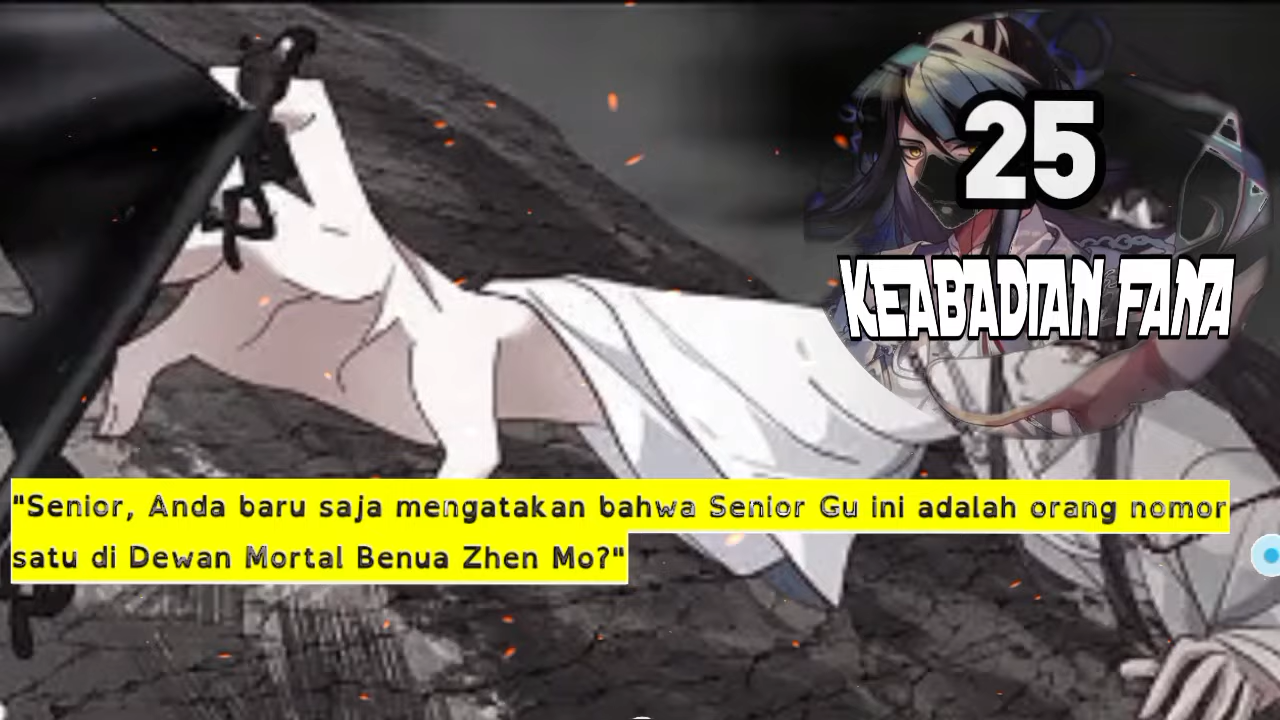 25
KEABADIAN FANA
"Senior, Anda baru saja mengatakan bahwa Senior Gu ini adalah orang nomor
satu di Dewan Mortal Benua Zhen Mo?"